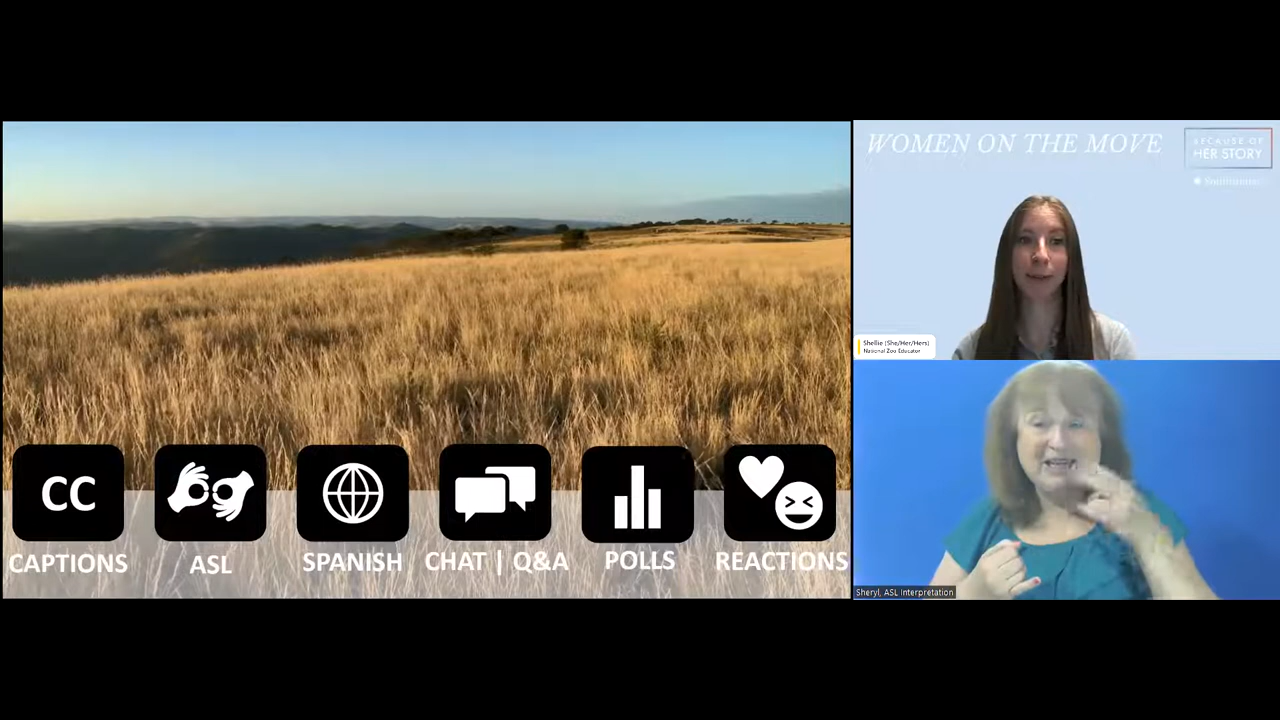 CC
CAPTIONS
ASL
SPANISH
CHAT | Q&A
POLLS
REACTIONS
WOMEN ON THE MOVE
BECAUSE OF
HER STORY
Smithsonian
Shellie (She/Her/Hers)
National Zoo Educator
Sheryl, ASL Interpretation